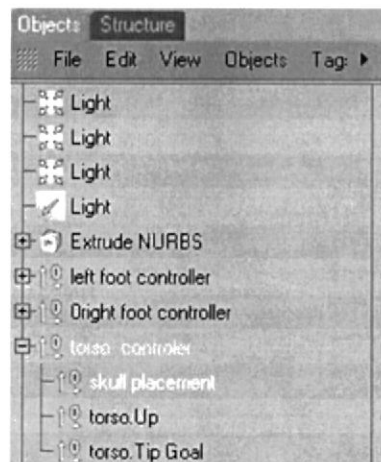 Objects Structure
File Edit View Objects Tag:
Light
Light
Light
Light
Extrude NURBS
left foot controller
0right foot controller
torso controler
skull placement
torso.Up
torso.Tip Goal